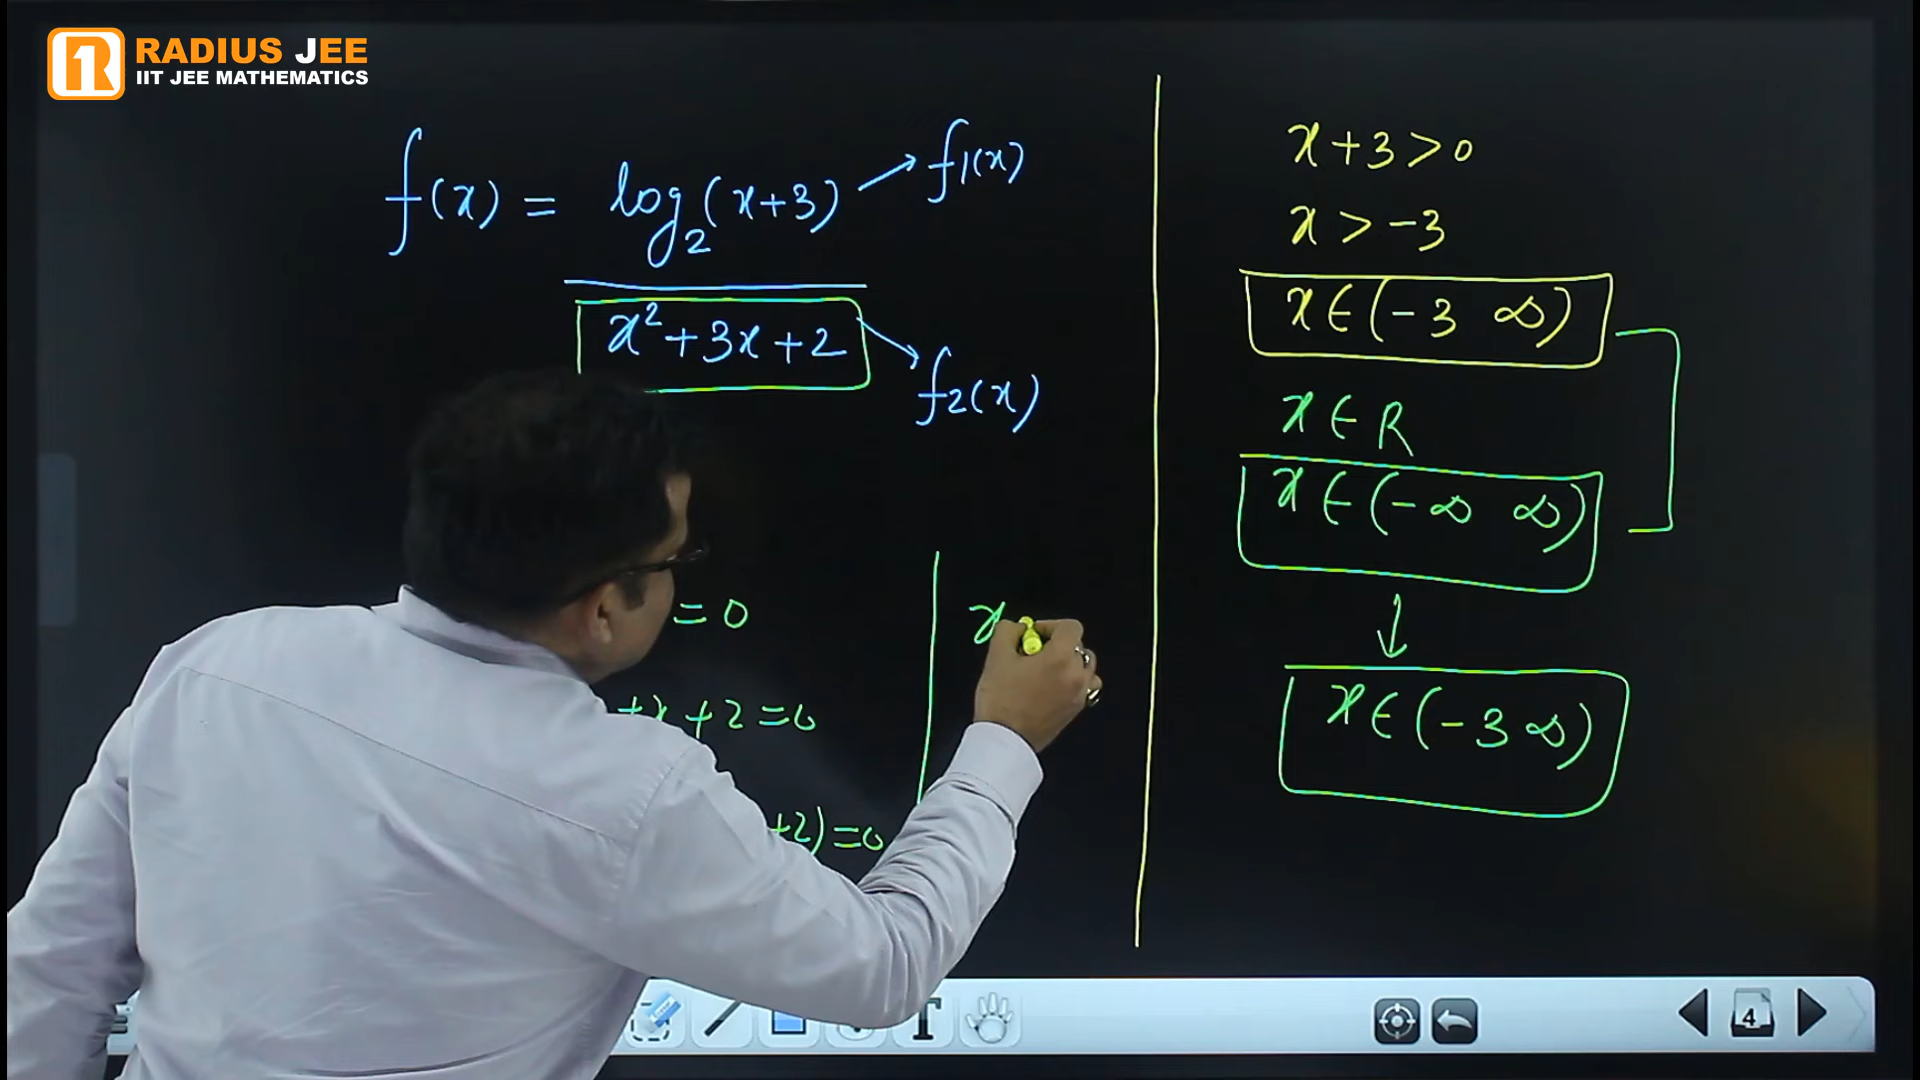 RADIUS JEE
IIT JEE MATHEMATICS
f(x) = log₂(x+3) → f1(x)
x²+3x+2 → f2(x)
= 0
+x+2=0
+2)=0
x
x+3>0
x>-3
x∈(-3 ∞)
x∈R
x∈(-∞ ∞)
↓
x∈(-3 ∞)
T
4